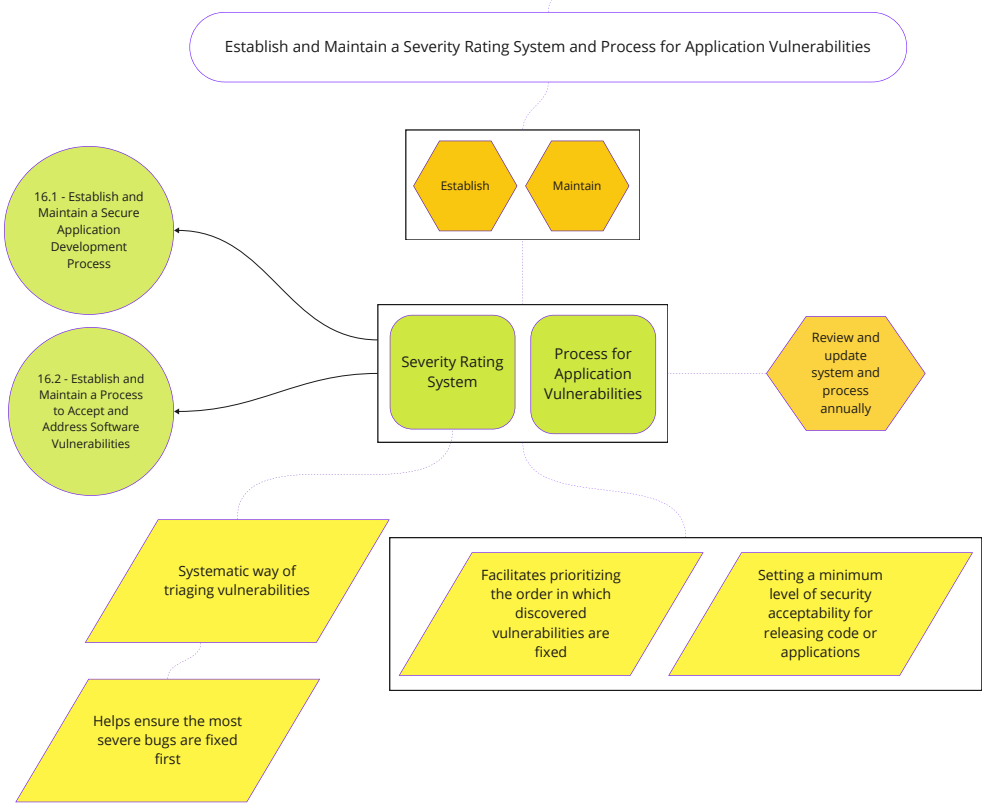 Establish and Maintain a Severity Rating System and Process for Application Vulnerabilities
Establish
Maintain
16.1 - Establish and
Maintain a Secure
Application
Development
Process
16.2 - Establish and
Maintain a Process
to Accept and
Address Software
Vulnerabilities
Severity Rating
System
Process for
Application
Vulnerabilities
Review and
update
system and
process
annually
Systematic way of
triaging vulnerabilities
Facilitates prioritizing
the order in which
discovered
vulnerabilities are
fixed
Setting a minimum
level of security
acceptability for
releasing code or
applications
Helps ensure the most
severe bugs are fixed
first